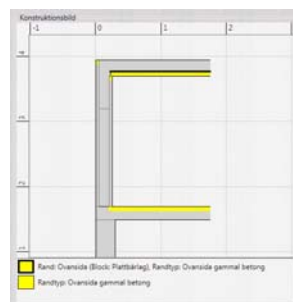 Konstruktionsbild
-1 0 1 2
Rand: Ovansida (Block: Plattbärlag), Randtyp: Ovansida gammal betong
Randtyp: Ovansida gammal betong